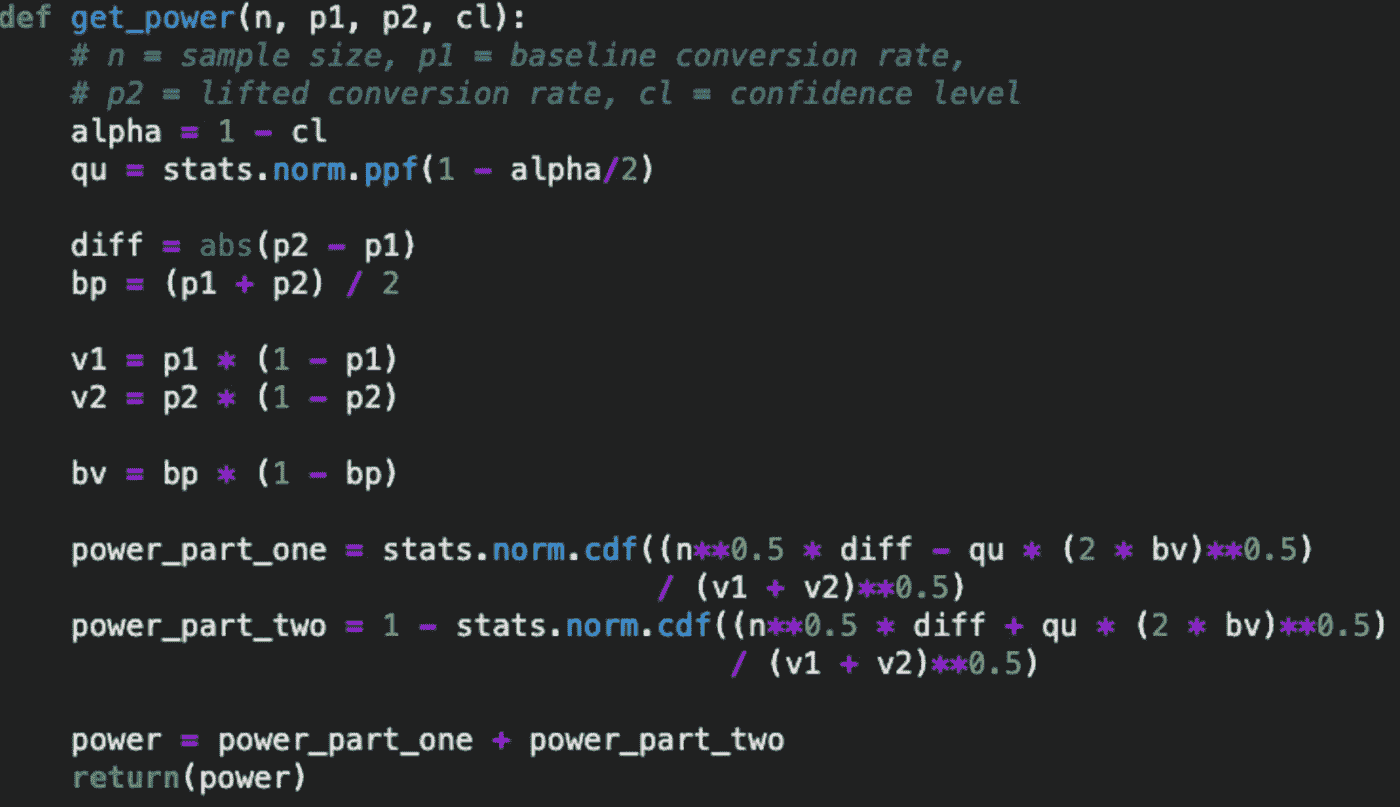 def get_power(n, p1, p2, cl):
    # n = sample size, p1 = baseline conversion rate,
    # p2 = lifted conversion rate, cl = confidence level
    alpha = 1 - cl
    qu = stats.norm.ppf(1 - alpha/2)
    diff = abs(p2 - p1)
    bp = (p1 + p2) / 2
    v1 = p1 * (1 - p1)
    v2 = p2 * (1 - p2)
    bv = bp * (1 - bp)
    power_part_one = stats.norm.cdf((n**0.5 * diff - qu * (2 * bv)**0.5)
                                    / (v1 + v2)**0.5)
    power_part_two = 1 - stats.norm.cdf((n**0.5 * diff + qu * (2 * bv)**0.5)
                                        / (v1 + v2)**0.5)
    power = power_part_one + power_part_two
    return(power)